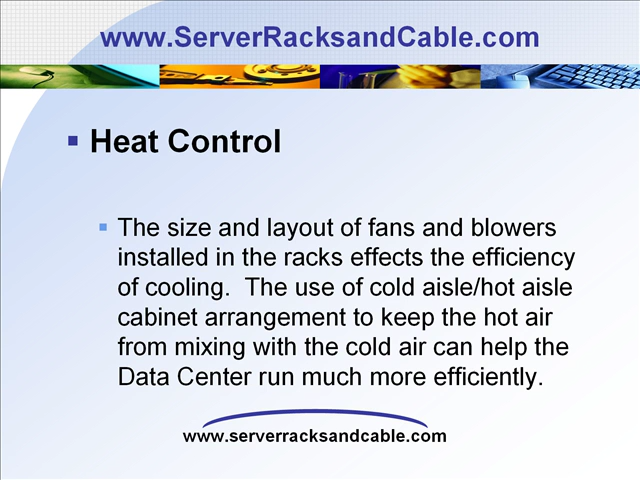 www.ServerRacksandCable.com
Heat Control
The size and layout of fans and blowers
installed in the racks effects the efficiency
of cooling.  The use of cold aisle/hot aisle
cabinet arrangement to keep the hot air
from mixing with the cold air can help the
Data Center run much more efficiently.
www.serverracksandcable.com